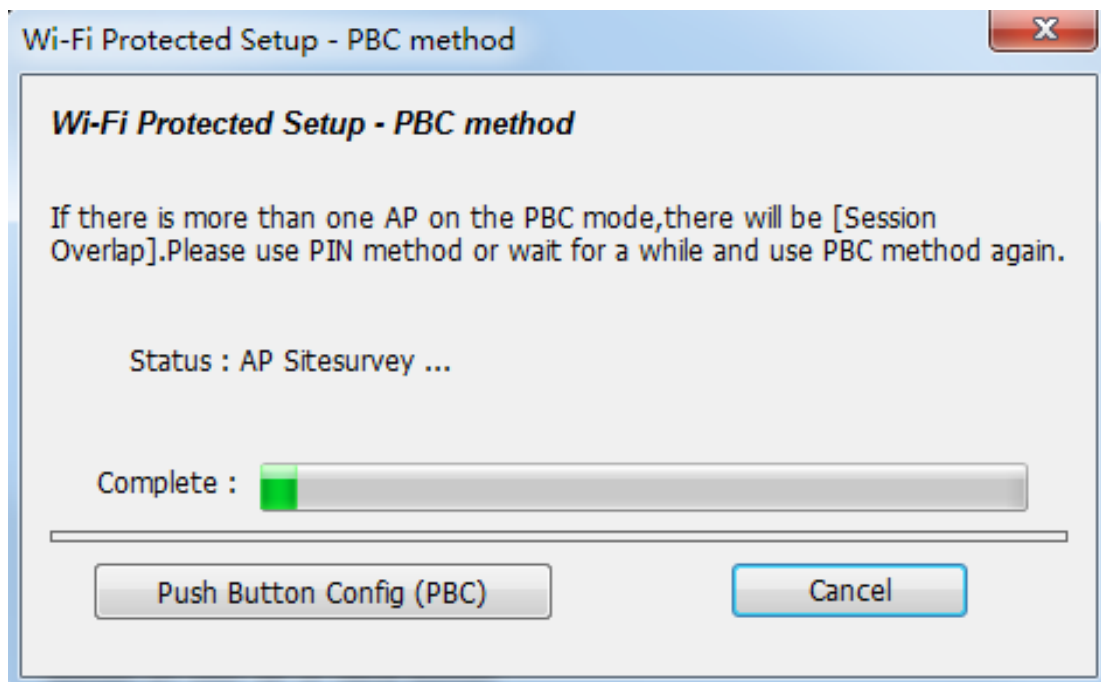 Wi-Fi Protected Setup - PBC method
Wi-Fi Protected Setup - PBC method
If there is more than one AP on the PBC mode,there will be [Session
Overlap].Please use PIN method or wait for a while and use PBC method again.
Status : AP Sitesurvey ...
Complete :
Push Button Config (PBC)
Cancel